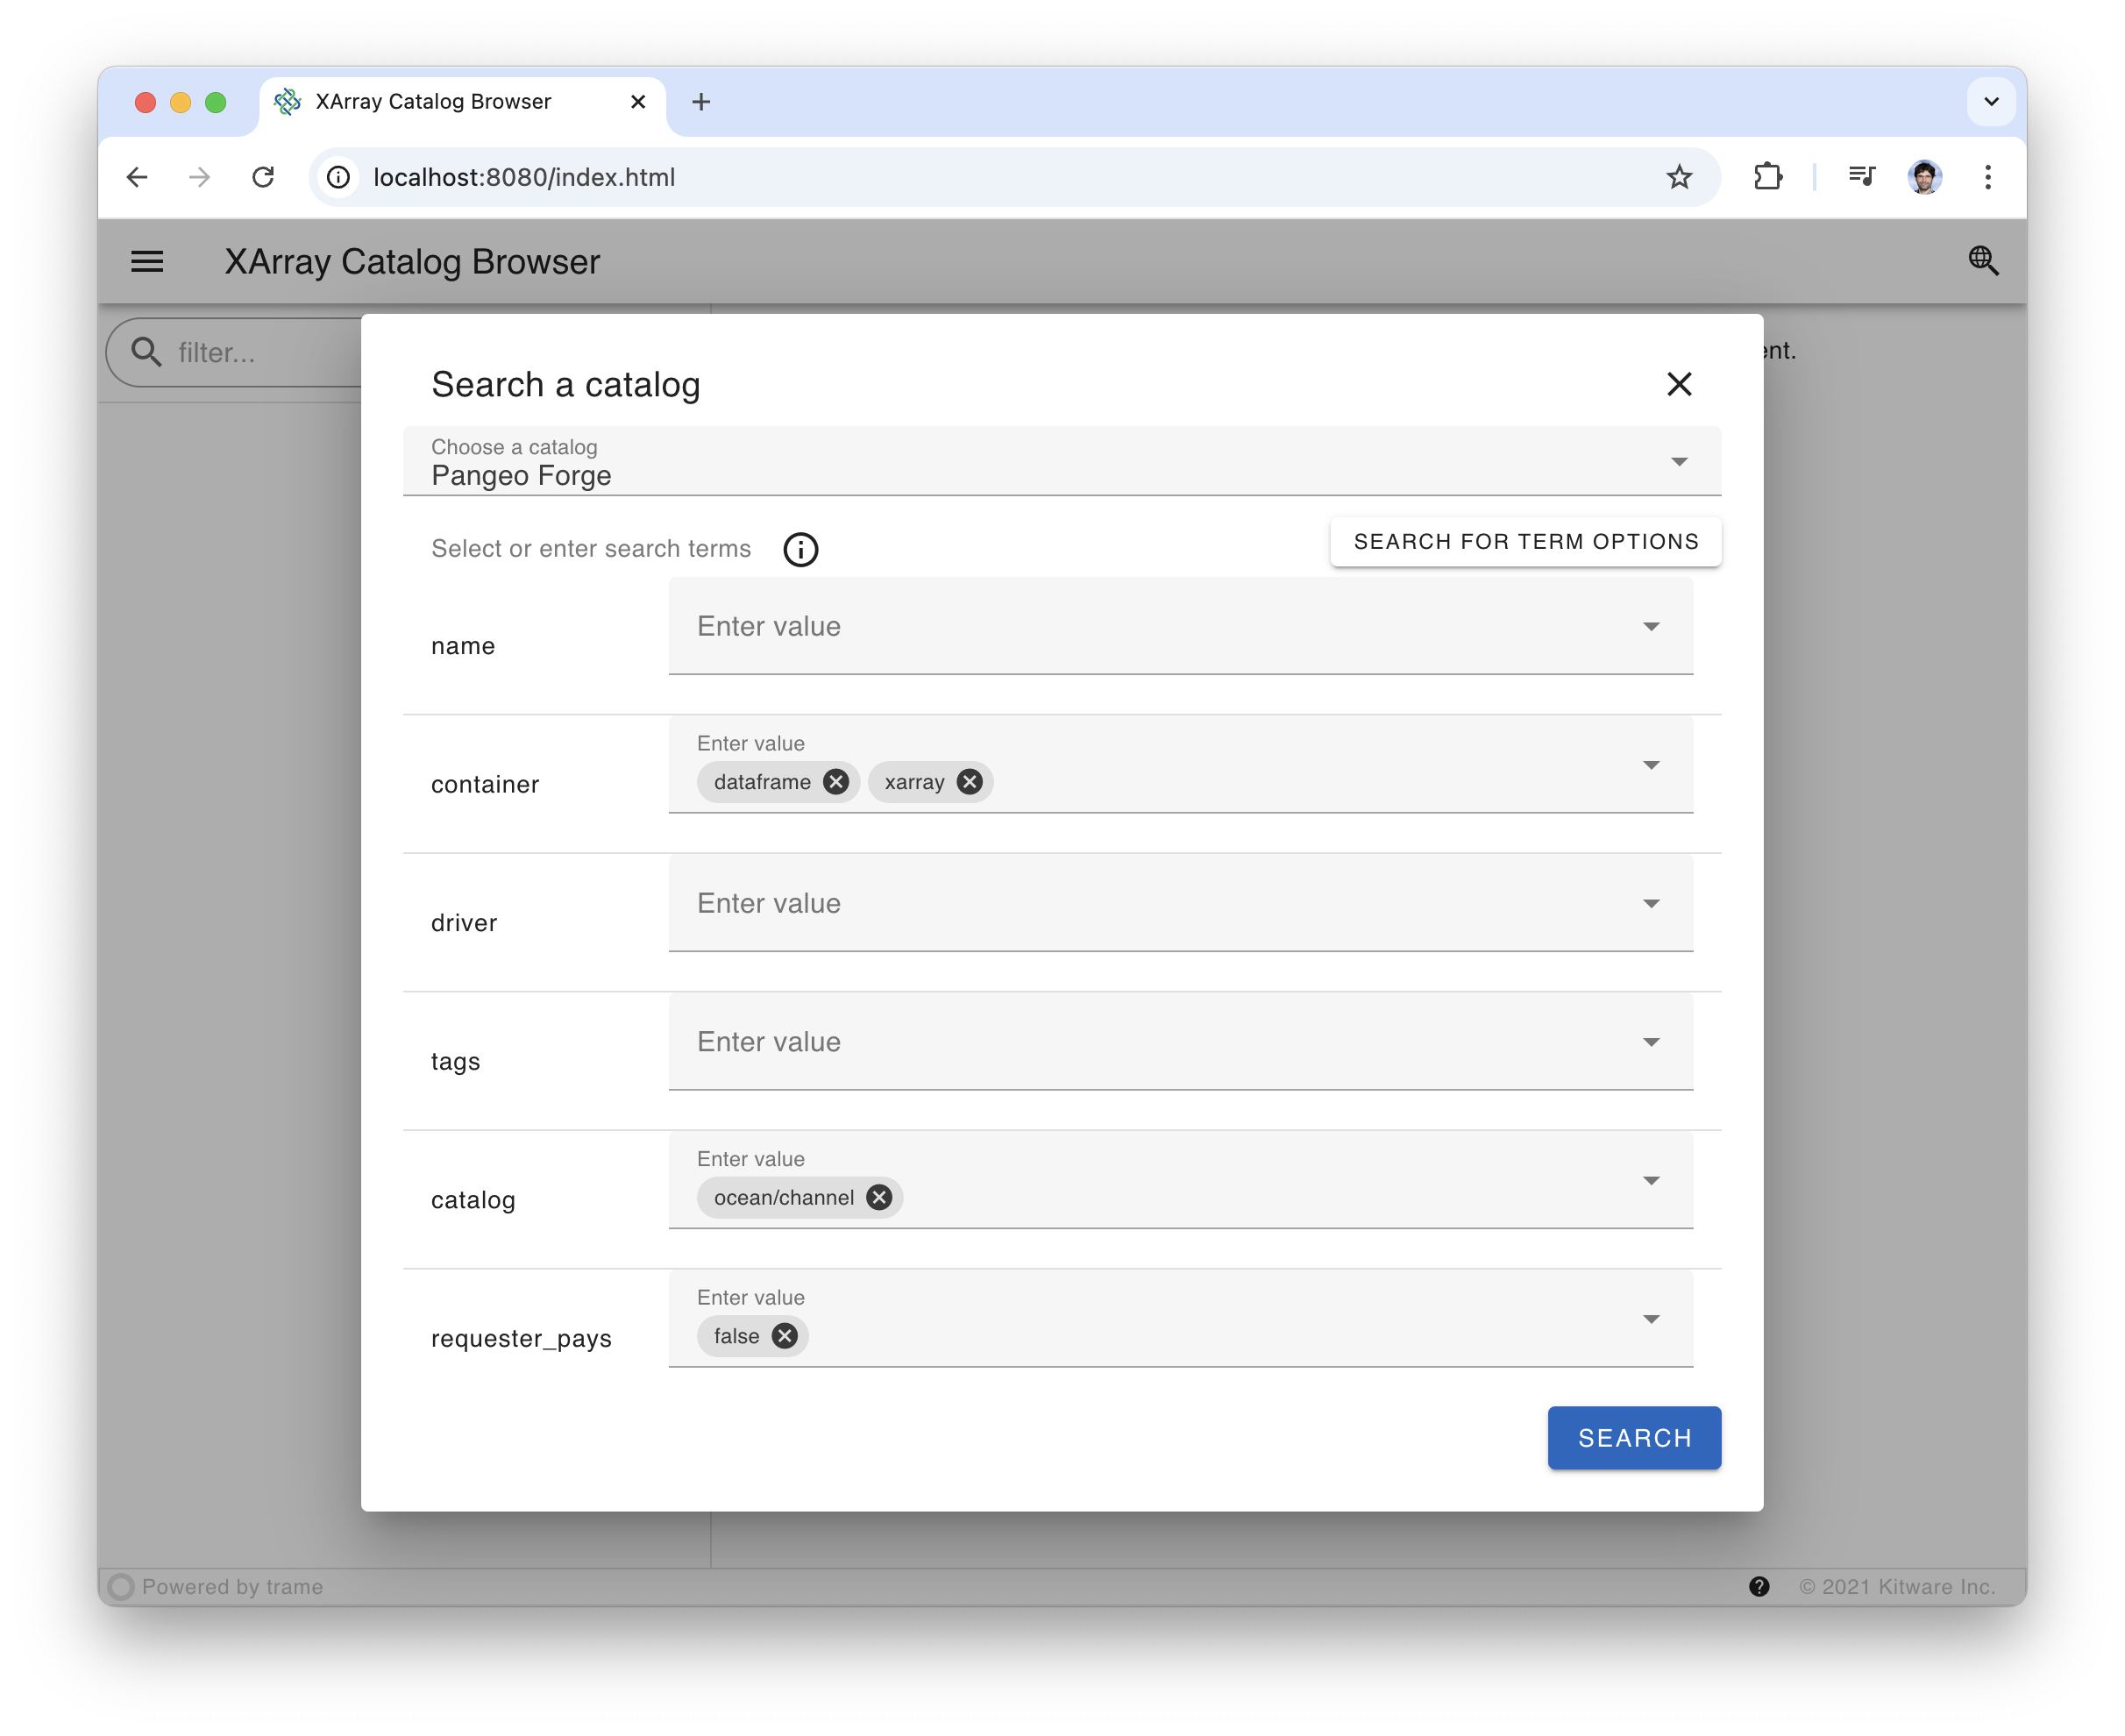 XArray Catalog Browser
localhost:8080/index.html
XArray Catalog Browser
filter...
ent.
Search a catalog
Choose a catalog
Pangeo Forge
Select or enter search terms
SEARCH FOR TERM OPTIONS
name
Enter value
container
Enter value
dataframe xarray
driver
Enter value
tags
Enter value
catalog
Enter value
ocean/channel
requester_pays
Enter value
false
SEARCH
Powered by trame
© 2021 Kitware Inc.